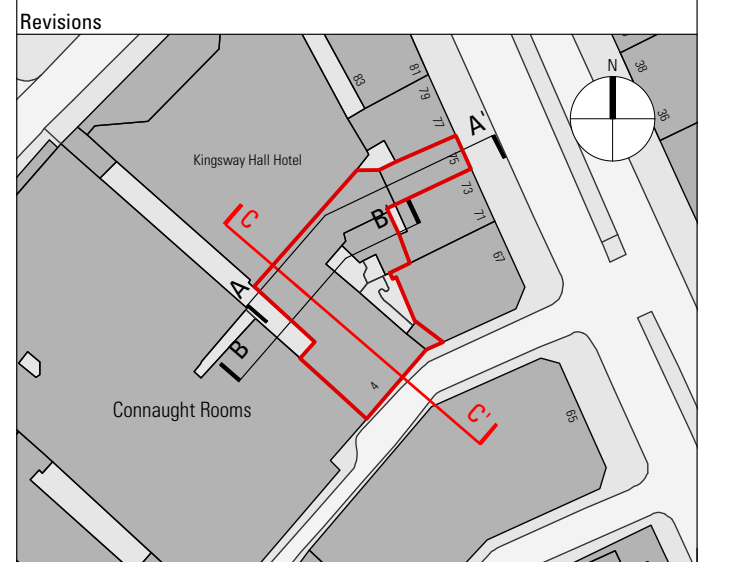 Revisions
N
38
36
81
83
79
77
A'
75
Kingsway Hall Hotel
73
71
B'
C
67
A
B
4
C'
65
Connaught Rooms